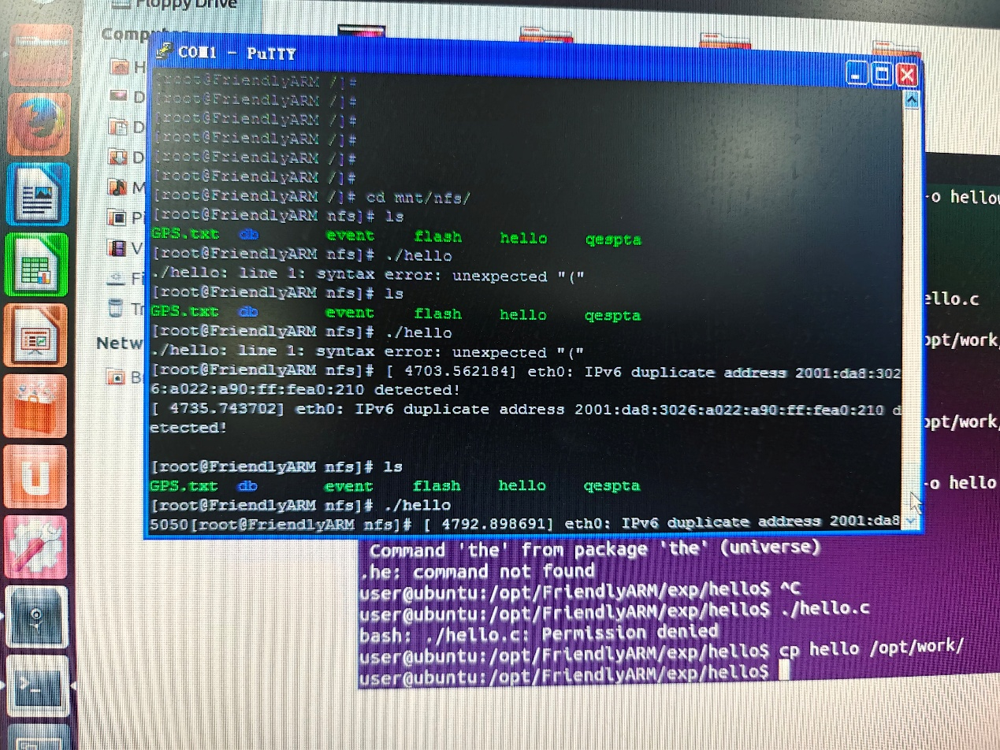 Floppy Drive
Computer
H
D
D
D
M
Pi
V
Fi
Tr
Netw
B
COM1 - PuTTY
[root@FriendlyARM /]#
[root@FriendlyARM /]#
[root@FriendlyARM /]#
[root@FriendlyARM /]#
[root@FriendlyARM /]#
[root@FriendlyARM /]#
[root@FriendlyARM /]# cd mnt/nfs/
[root@FriendlyARM nfs]# ls
GPS.txt db event flash hello qespta
[root@FriendlyARM nfs]# ./hello
./hello: line 1: syntax error: unexpected "("
[root@FriendlyARM nfs]# ls
GPS.txt db event flash hello qespta
[root@FriendlyARM nfs]# ./hello
./hello: line 1: syntax error: unexpected "("
[root@FriendlyARM nfs]# [ 4703.562184] eth0: IPv6 duplicate address 2001:da8:302
6:a022:a90:ff:fea0:210 detected!
[ 4735.743702] eth0: IPv6 duplicate address 2001:da8:3026:a022:a90:ff:fea0:210 d
etected!
[root@FriendlyARM nfs]# ls
GPS.txt db event flash hello qespta
[root@FriendlyARM nfs]# ./hello
5050[root@FriendlyARM nfs]# [ 4792.898691] eth0: IPv6 duplicate address 2001:da8
-o hellow
ello.c
opt/work/
opt/work,
-o hello
Command 'the' from package 'the' (universe)
.he: command not found
user@ubuntu:/opt/FriendlyARM/exp/hello$ ^C
user@ubuntu:/opt/FriendlyARM/exp/hello$ ./hello.c
bash: ./hello.c: Permission denied
user@ubuntu:/opt/FriendlyARM/exp/hello$ cp hello /opt/work/
user@ubuntu:/opt/FriendlyARM/exp/hello$